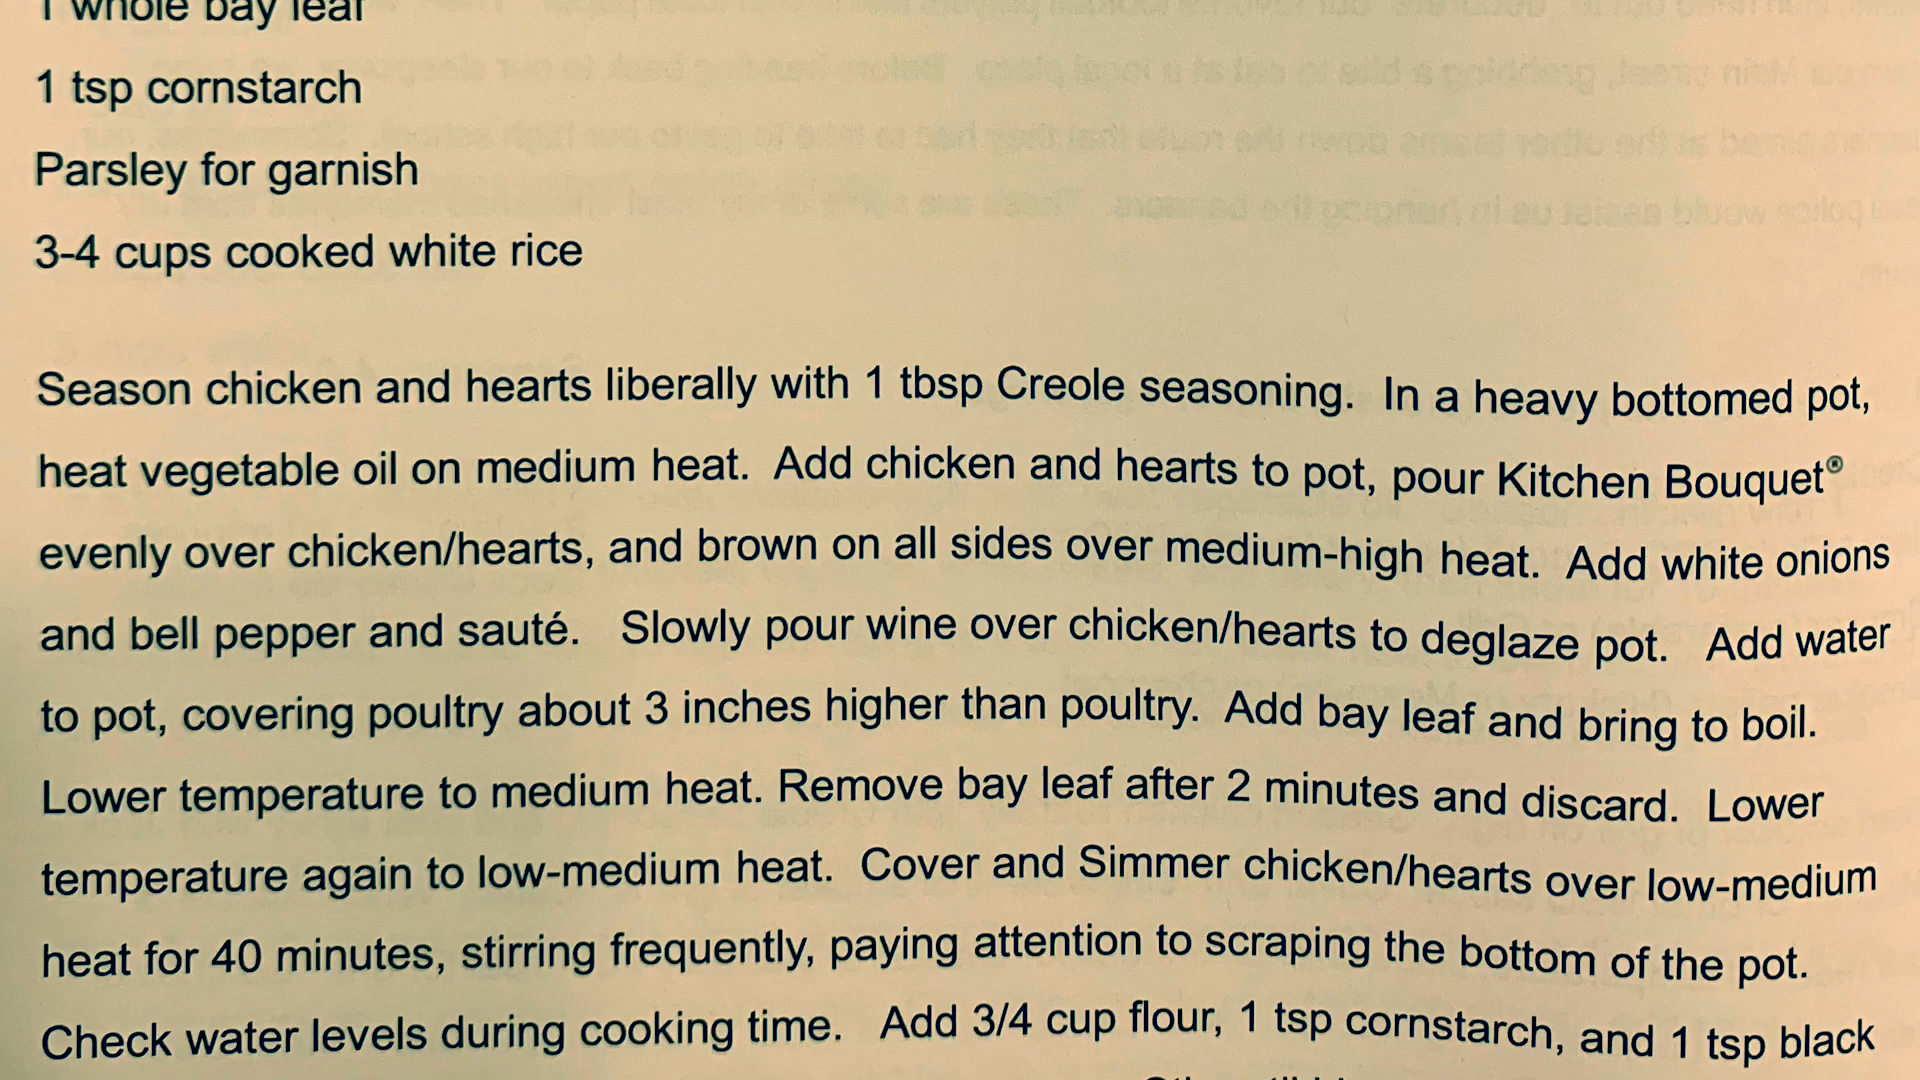 1 whole bay leaf
1 tsp cornstarch
Parsley for garnish
3-4 cups cooked white rice
Season chicken and hearts liberally with 1 tbsp Creole seasoning. In a heavy bottomed pot,
heat vegetable oil on medium heat. Add chicken and hearts to pot, pour Kitchen Bouquet®
evenly over chicken/hearts, and brown on all sides over medium-high heat. Add white onions
and bell pepper and sauté. Slowly pour wine over chicken/hearts to deglaze pot. Add water
to pot, covering poultry about 3 inches higher than poultry. Add bay leaf and bring to boil.
Lower temperature to medium heat. Remove bay leaf after 2 minutes and discard. Lower
temperature again to low-medium heat. Cover and Simmer chicken/hearts over low-medium
heat for 40 minutes, stirring frequently, paying attention to scraping the bottom of the pot.
Check water levels during cooking time. Add 3/4 cup flour, 1 tsp cornstarch, and 1 tsp black